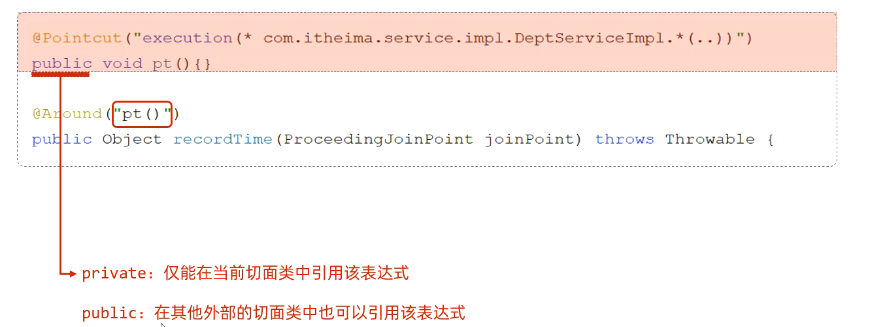 @Pointcut("execution(* com.itheima.service.impl.DeptServiceImpl.*(..))")
public void pt(){}
@Around("pt()")
public Object recordTime(ProceedingJoinPoint joinPoint) throws Throwable {
private：仅能在当前切面类中引用该表达式
public：在其他外部的切面类中也可以引用该表达式